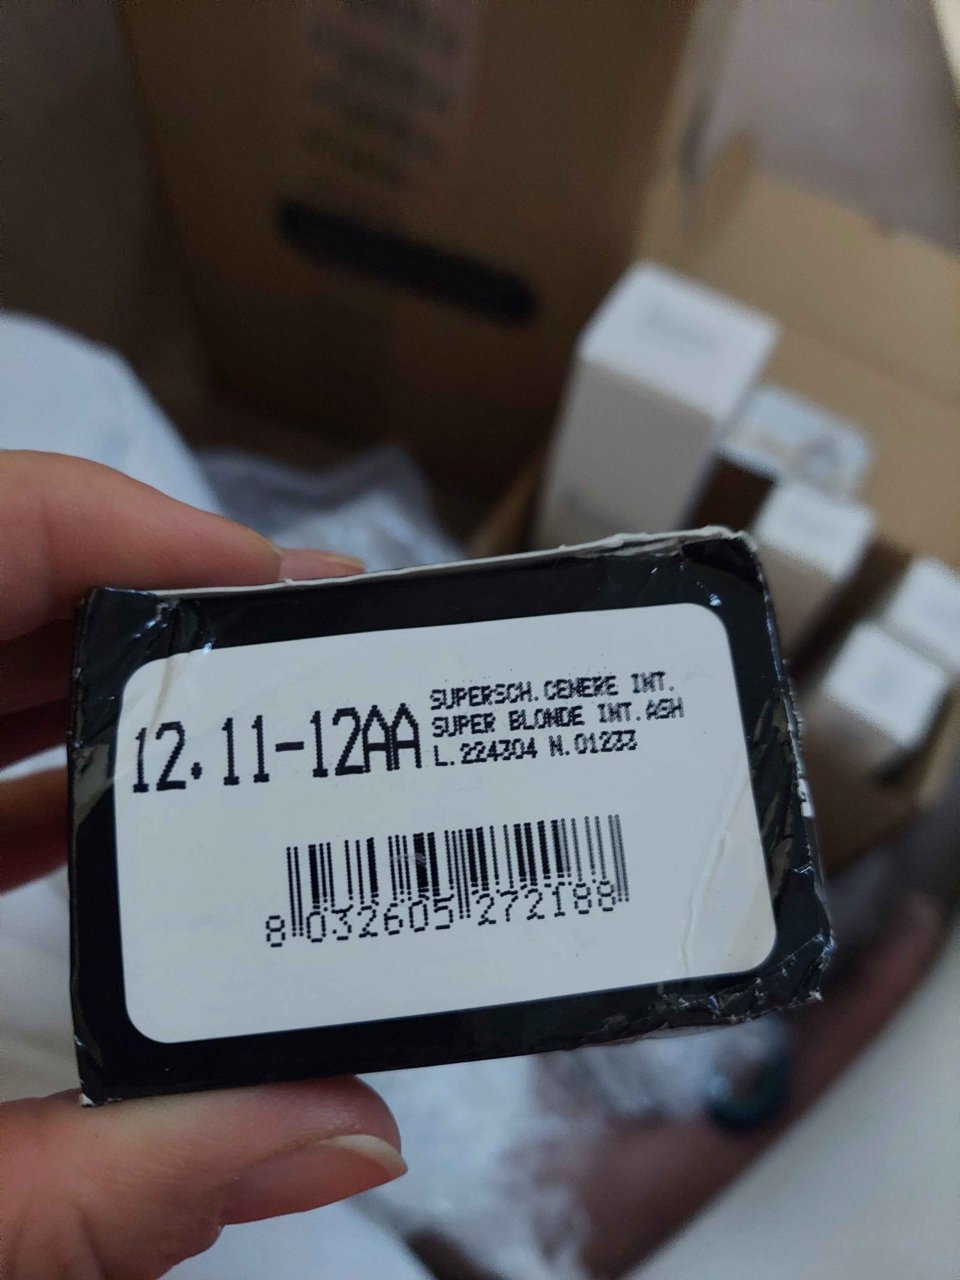 12.11-12AA
SUPERSCH.CENERE INT.
SUPER BLONDE INT.ASH
L.224304 N.01233
8 032605 272188